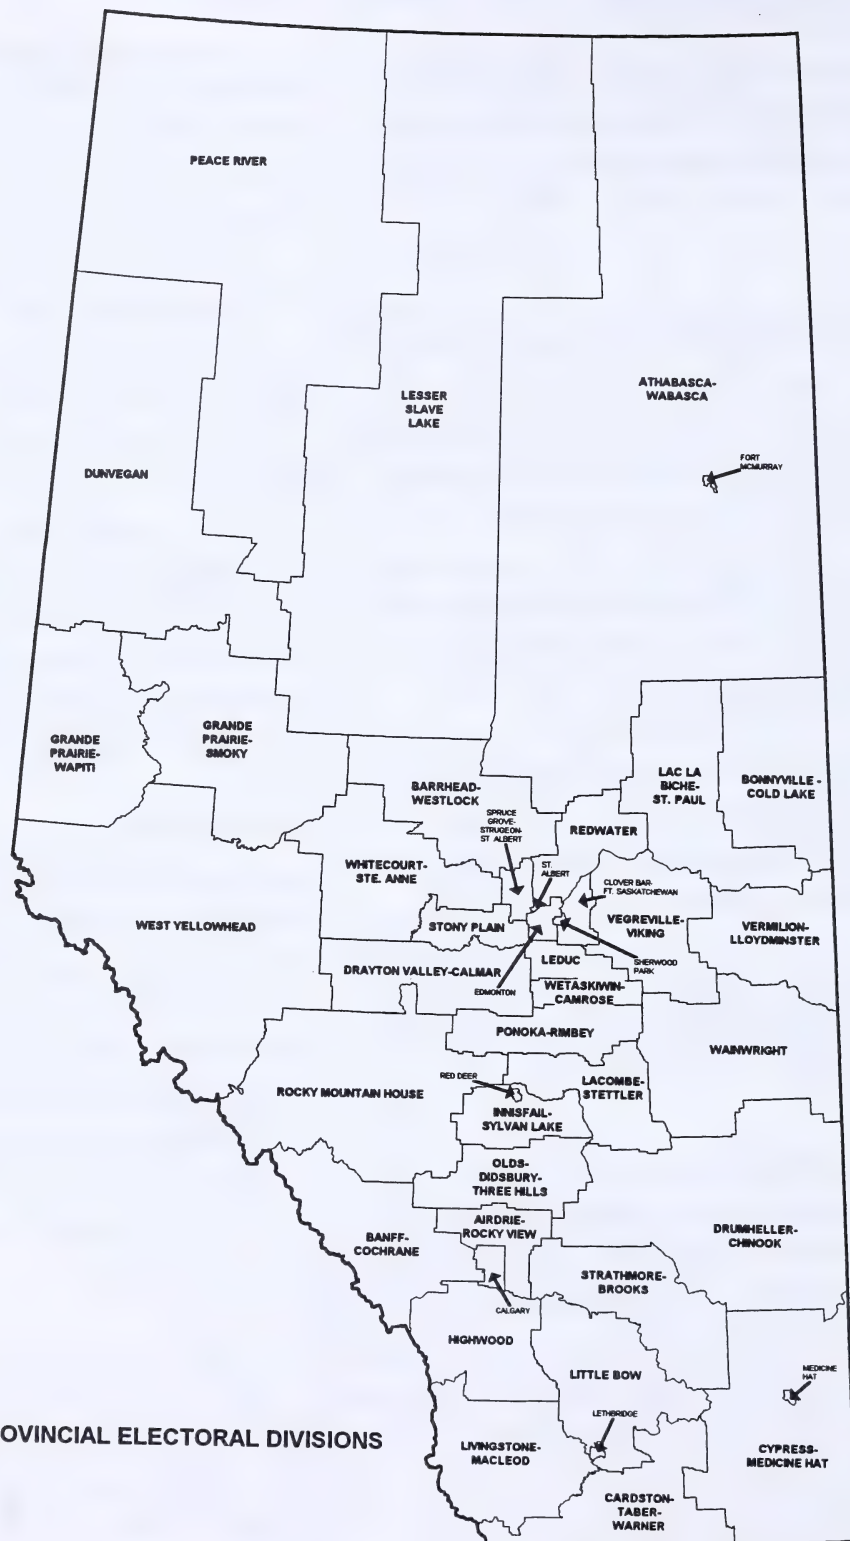 PEACE RIVER
LESSER
SLAVE
LAKE
ATHABASCA-
WABASCA
FORT
MCMURRAY
DUNVEGAN
GRANDE
PRAIRIE-
WAPITI
GRANDE
PRAIRIE-
SMOKY
BARRHEAD-
WESTLOCK
LAC LA
BICHE-
ST. PAUL
BONNYVILLE -
COLD LAKE
SPRUCE
GROVE-
STRUGEON-
ST ALBERT
REDWATER
WHITECOURT-
STE. ANNE
ST.
ALBERT
CLOVER BAR-
FT. SASKATCHEWAN
WEST YELLOWHEAD
STONY PLAIN
VEGREVILLE-
VIKING
VERMILION-
LLOYDMINSTER
LEDUC
SHERWOOD
PARK
DRAYTON VALLEY-CALMAR
EDMONTON
WETASKIWIN-
CAMROSE
PONOKA-RIMBEY
WAINWRIGHT
RED DEER
ROCKY MOUNTAIN HOUSE
LACOMBE-
STETTLER
INNISFAIL-
SYLVAN LAKE
OLDS-
DIDSBURY-
THREE HILLS
AIRDRIE-
ROCKY VIEW
BANFF-
COCHRANE
DRUMHELLER-
CHINOOK
STRATHMORE-
BROOKS
CALGARY
HIGHWOOD
LITTLE BOW
MEDICINE
HAT
LETHBRIDGE
OVINCIAL ELECTORAL DIVISIONS
LIVINGSTONE-
MACLEOD
CYPRESS-
MEDICINE HAT
CARDSTON-
TABER-
WARNER